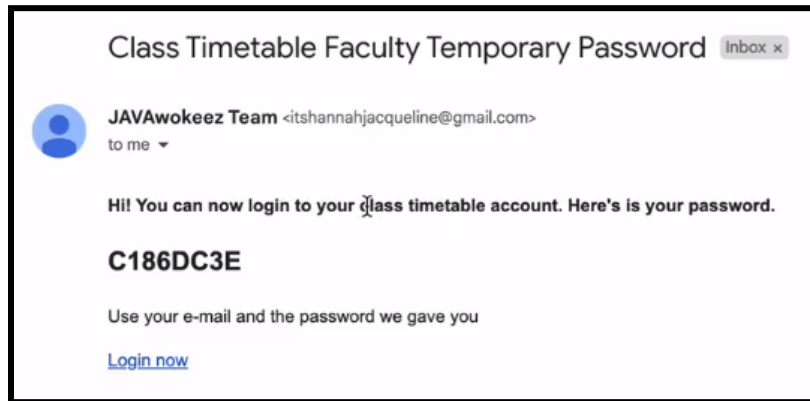 Class Timetable Faculty Temporary Password Inbox ×
JAVAwokeez Team <itshannahjacqueline@gmail.com>
to me
Hi! You can now login to your class timetable account. Here's is your password.
C186DC3E
Use your e-mail and the password we gave you
Login now